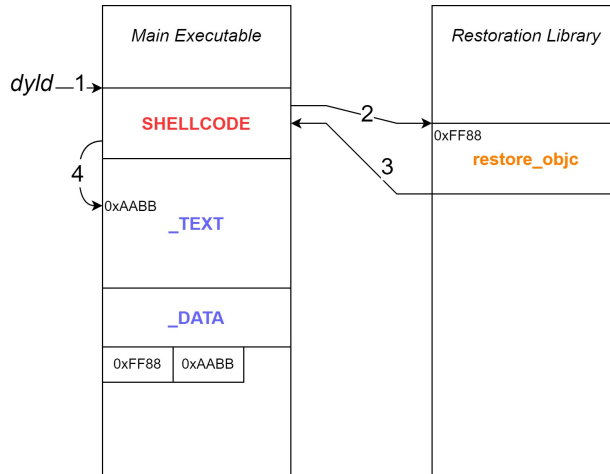 Main Executable
Restoration Library
dyld
1
SHELLCODE
2
0xFF88
restore_objc
3
4
0xAABB
_TEXT
_DATA
0xFF88
0xAABB